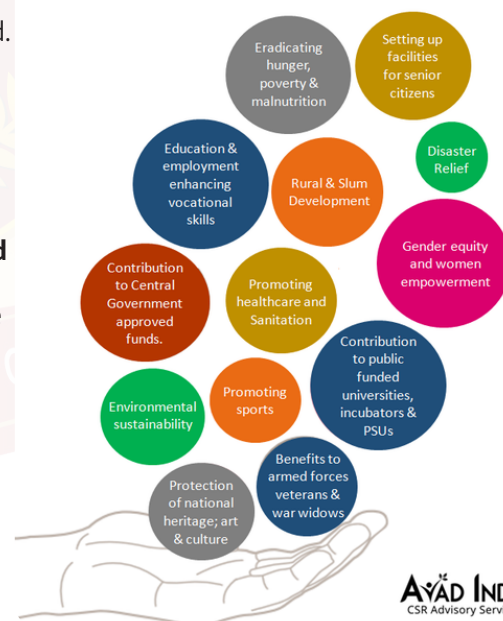 d.
Eradicating
hunger,
poverty &
malnutrition
Setting up
facilities
for senior
citizens
Education &
employment
enhancing
vocational
skills
Rural & Slum
Development
Disaster
Relief
Gender equity
and women
empowerment
d
Contribution
to Central
Government
approved
funds.
Promoting
healthcare and
Sanitation
Contribution
to public
funded
universities,
incubators &
PSUs
Environmental
sustainability
Promoting
sports
Benefits to
armed forces
veterans &
war widows
Protection
of national
heritage; art
& culture
AYAD IND
CSR Advisory Servi